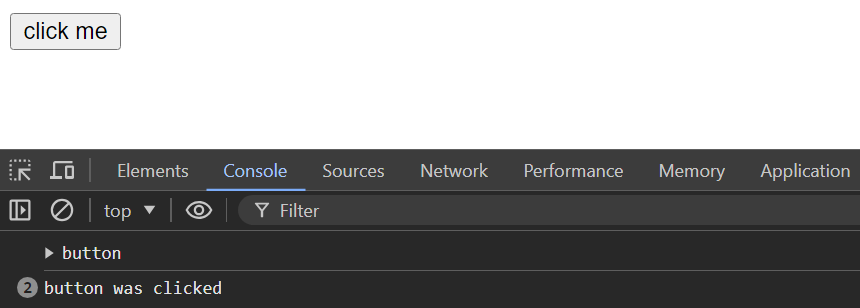 click me
Elements Console Sources Network Performance Memory Application
top Filter
button
2 button was clicked